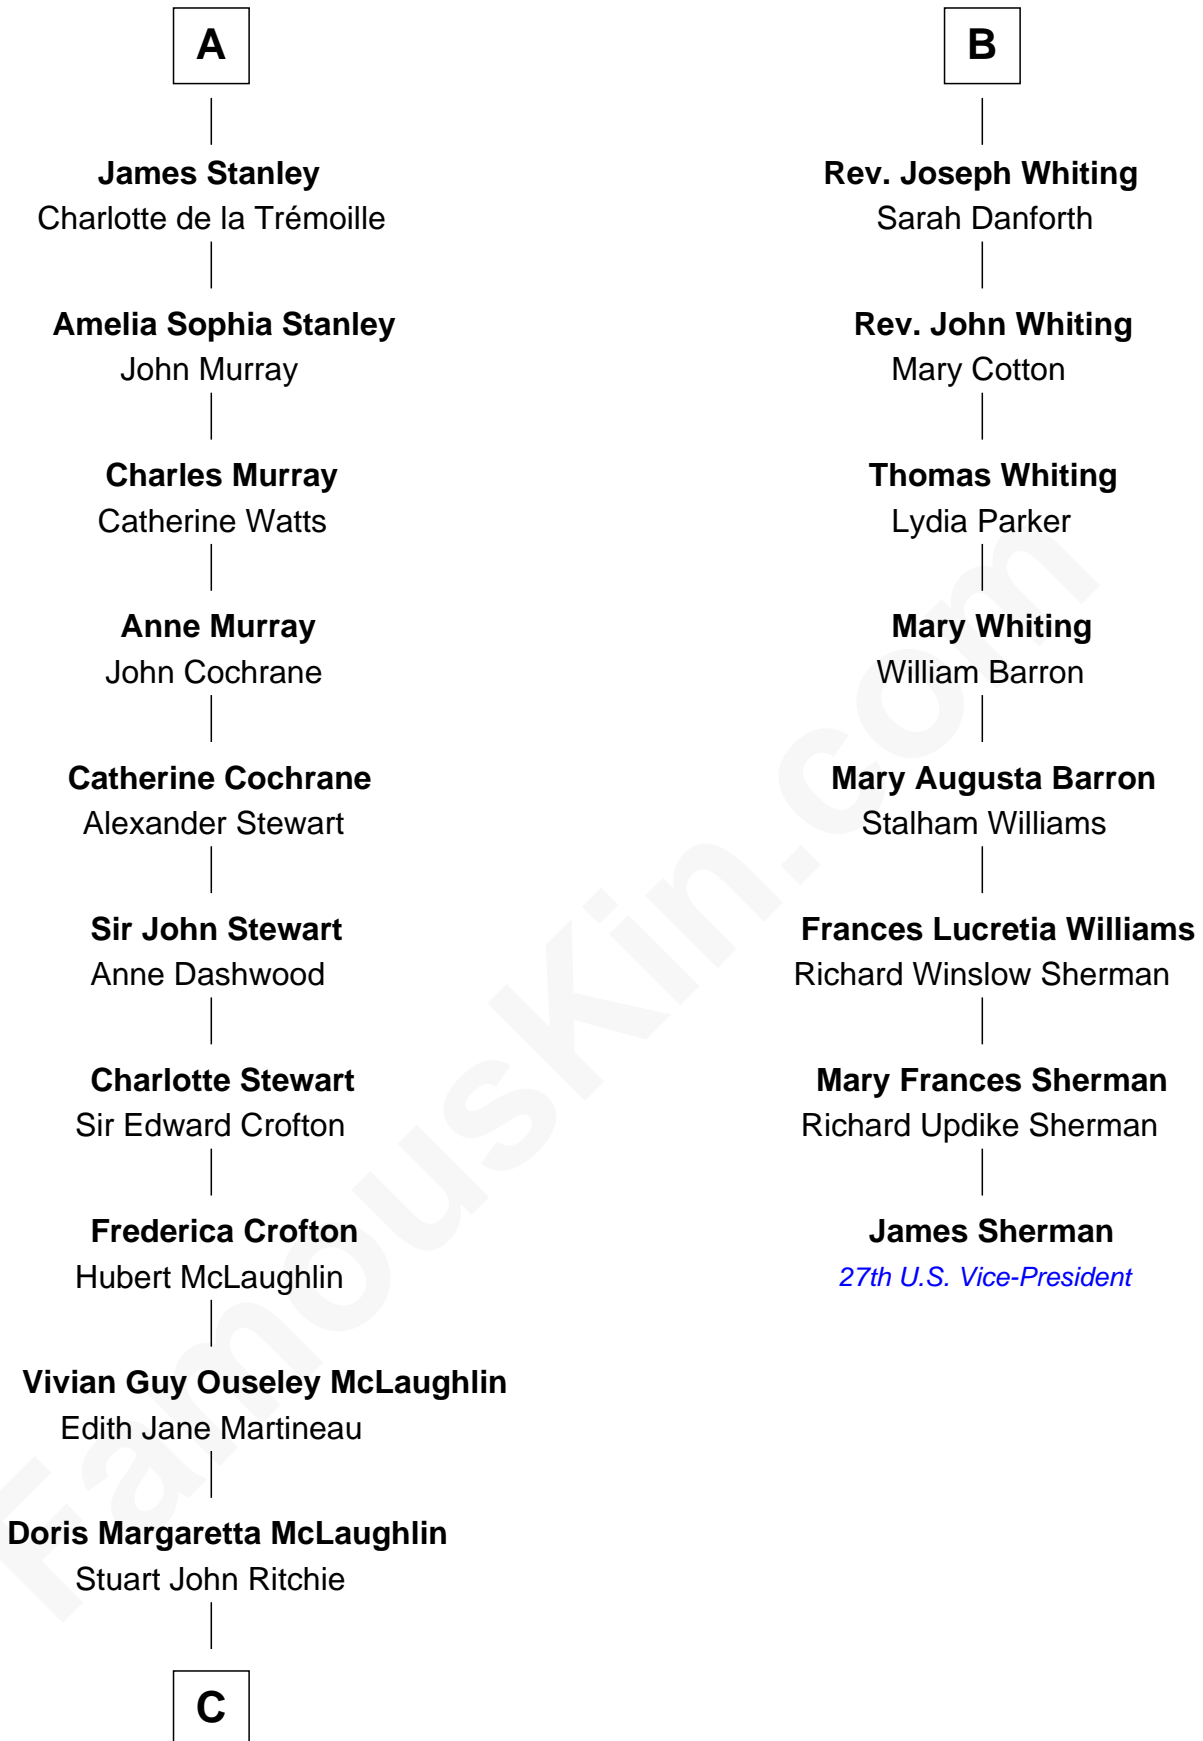 A
James Stanley
Charlotte de la Trémoille
Amelia Sophia Stanley
John Murray
Charles Murray
Catherine Watts
Anne Murray
John Cochrane
Catherine Cochrane
Alexander Stewart
Sir John Stewart
Anne Dashwood
Charlotte Stewart
Sir Edward Crofton
Frederica Crofton
Hubert McLaughlin
Vivian Guy Ouseley McLaughlin
Edith Jane Martineau
Doris Margaretta McLaughlin
Stuart John Ritchie
C
B
Rev. Joseph Whiting
Sarah Danforth
Rev. John Whiting
Mary Cotton
Thomas Whiting
Lydia Parker
Mary Whiting
William Barron
Mary Augusta Barron
Stalham Williams
Frances Lucretia Williams
Richard Winslow Sherman
Mary Frances Sherman
Richard Updike Sherman
James Sherman
27th U.S. Vice-President
FamousKin.com